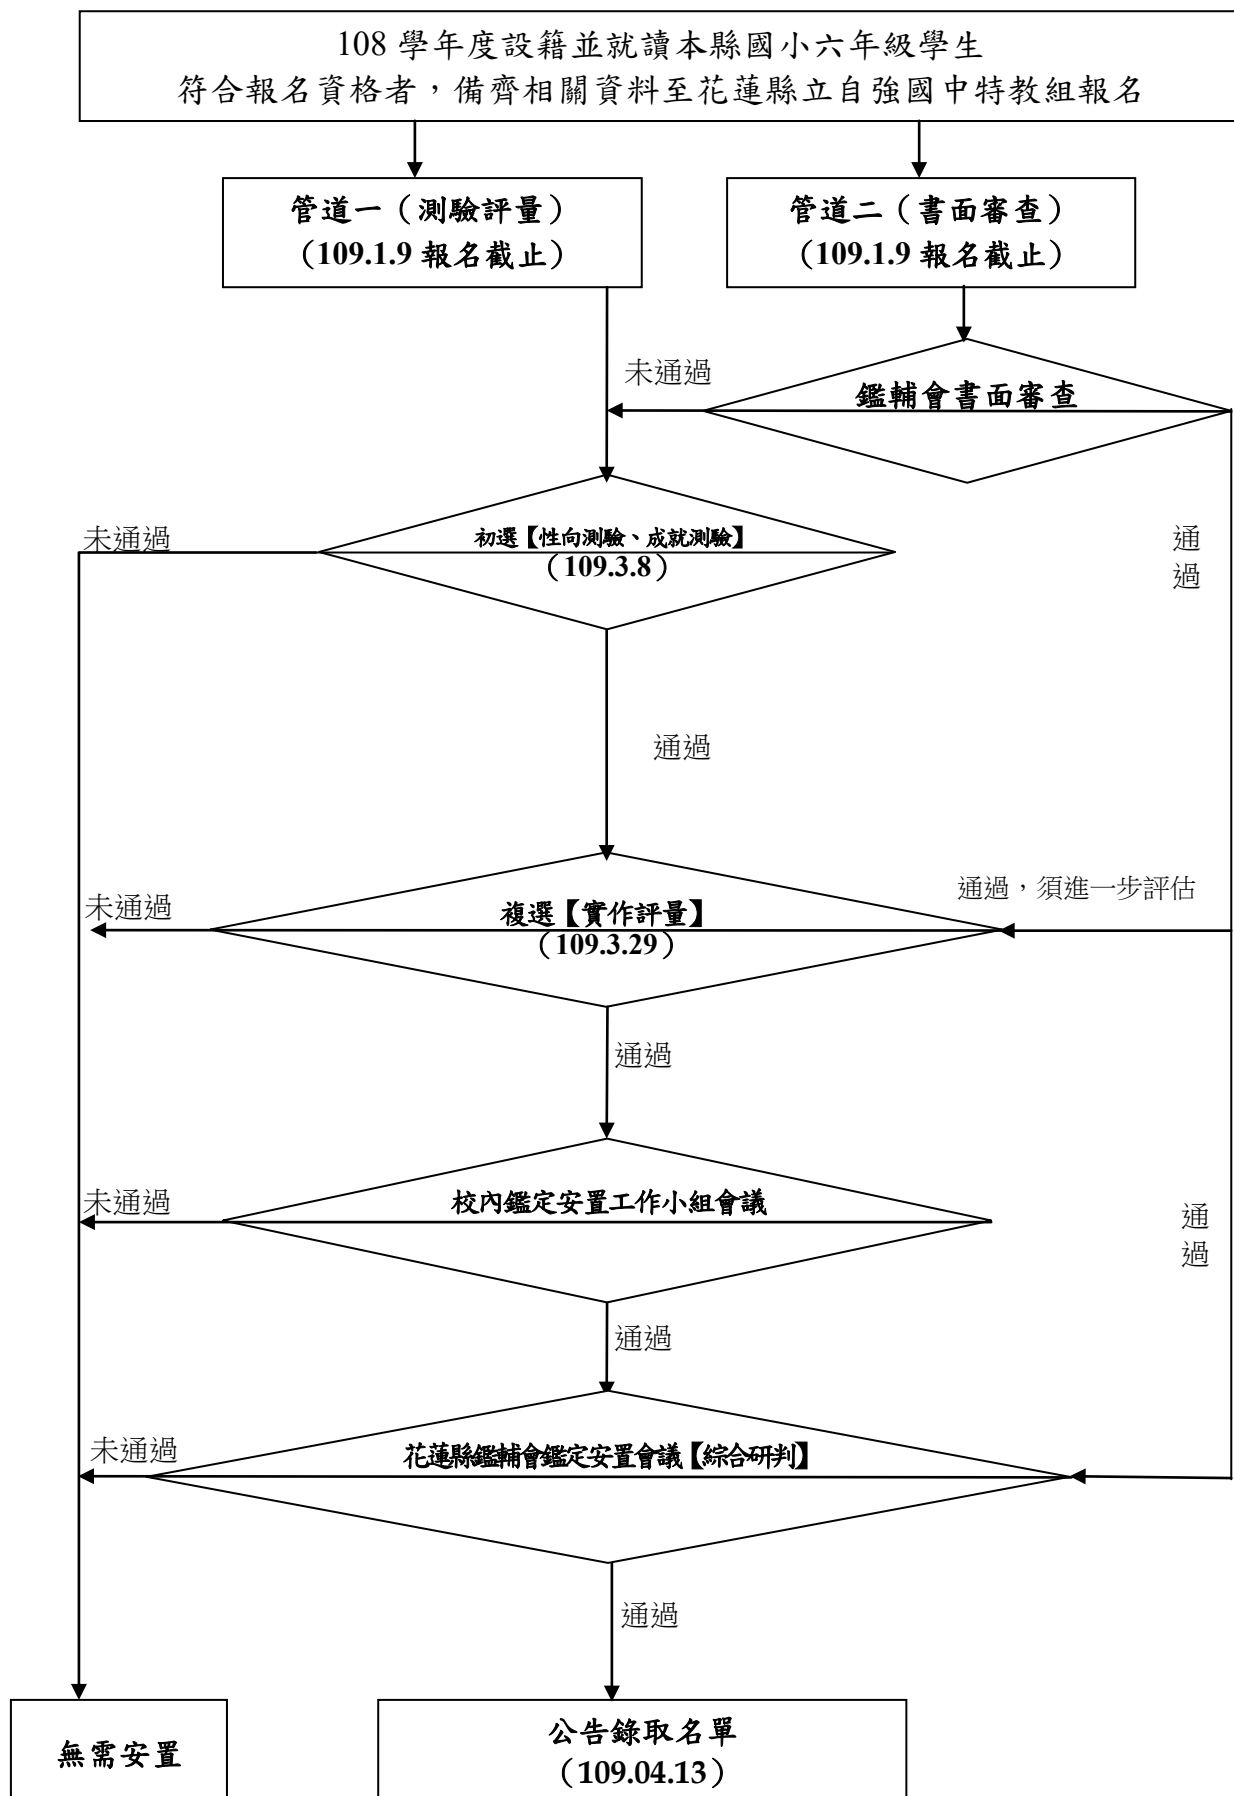 108 學年度設籍並就讀本縣國小六年級學生
符合報名資格者，備齊相關資料至花蓮縣立自強國中特教組報名
管道一（測驗評量）
（109.1.9 報名截止）
管道二（書面審查）
（109.1.9 報名截止）
未通過
鑑輔會書面審查
未通過
初選【性向測驗、成就測驗】
（109.3.8）
通
過
通過
通過，須進一步評估
未通過
複選【實作評量】
（109.3.29）
通過
未通過
校內鑑定安置工作小組會議
通
過
通過
未通過
花蓮縣鑑輔會鑑定安置會議【綜合研判】
通過
無需安置
公告錄取名單
（109.04.13）